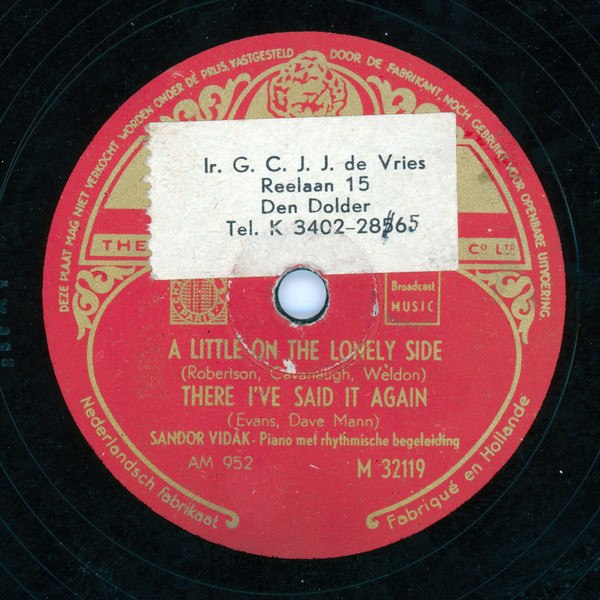 DEZE PLAAT MAG NIET VERKOCHT WORDEN ONDER DE PRIJS, VASTGESTELD DOOR DE FABRIKANT, NOCH GEBRUIKT VOOR OPENBARE UITVOERING
Ir. G. C. J. J. de Vries
Reelaan 15
Den Dolder
Tel. K 3402-28 65
THE
Co LTD
Broadcast
MUSIC
A LITTLE ON THE LONELY SIDE
(Robertson, Cavanaugh, Weldon)
THERE I'VE SAID IT AGAIN
(Evans, Dave Mann)
SANDOR VIDÁK - Piano met rhythmische begeleiding
AM 952
M 32119
Nederlandsch fabrikaat
Fabriqué en Hollande